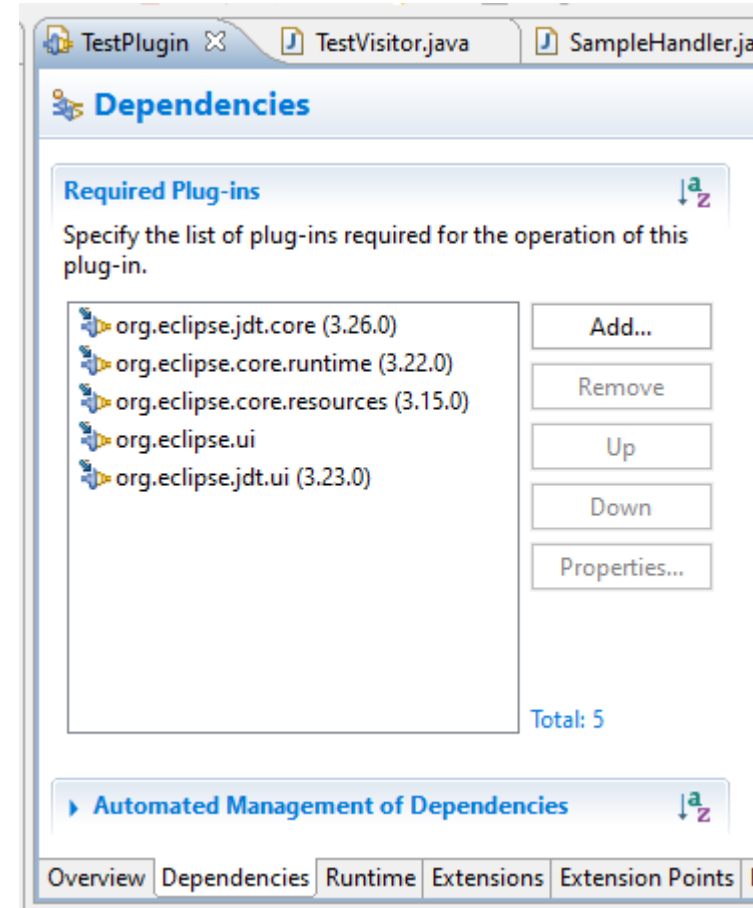 TestPlugin
TestVisitor.java
SampleHandler.ja
Dependencies
Required Plug-ins
Specify the list of plug-ins required for the operation of this
plug-in.
org.eclipse.jdt.core (3.26.0)
org.eclipse.core.runtime (3.22.0)
org.eclipse.core.resources (3.15.0)
org.eclipse.ui
org.eclipse.jdt.ui (3.23.0)
Add...
Remove
Up
Down
Properties...
Total: 5
Automated Management of Dependencies
Overview Dependencies Runtime Extensions Extension Points